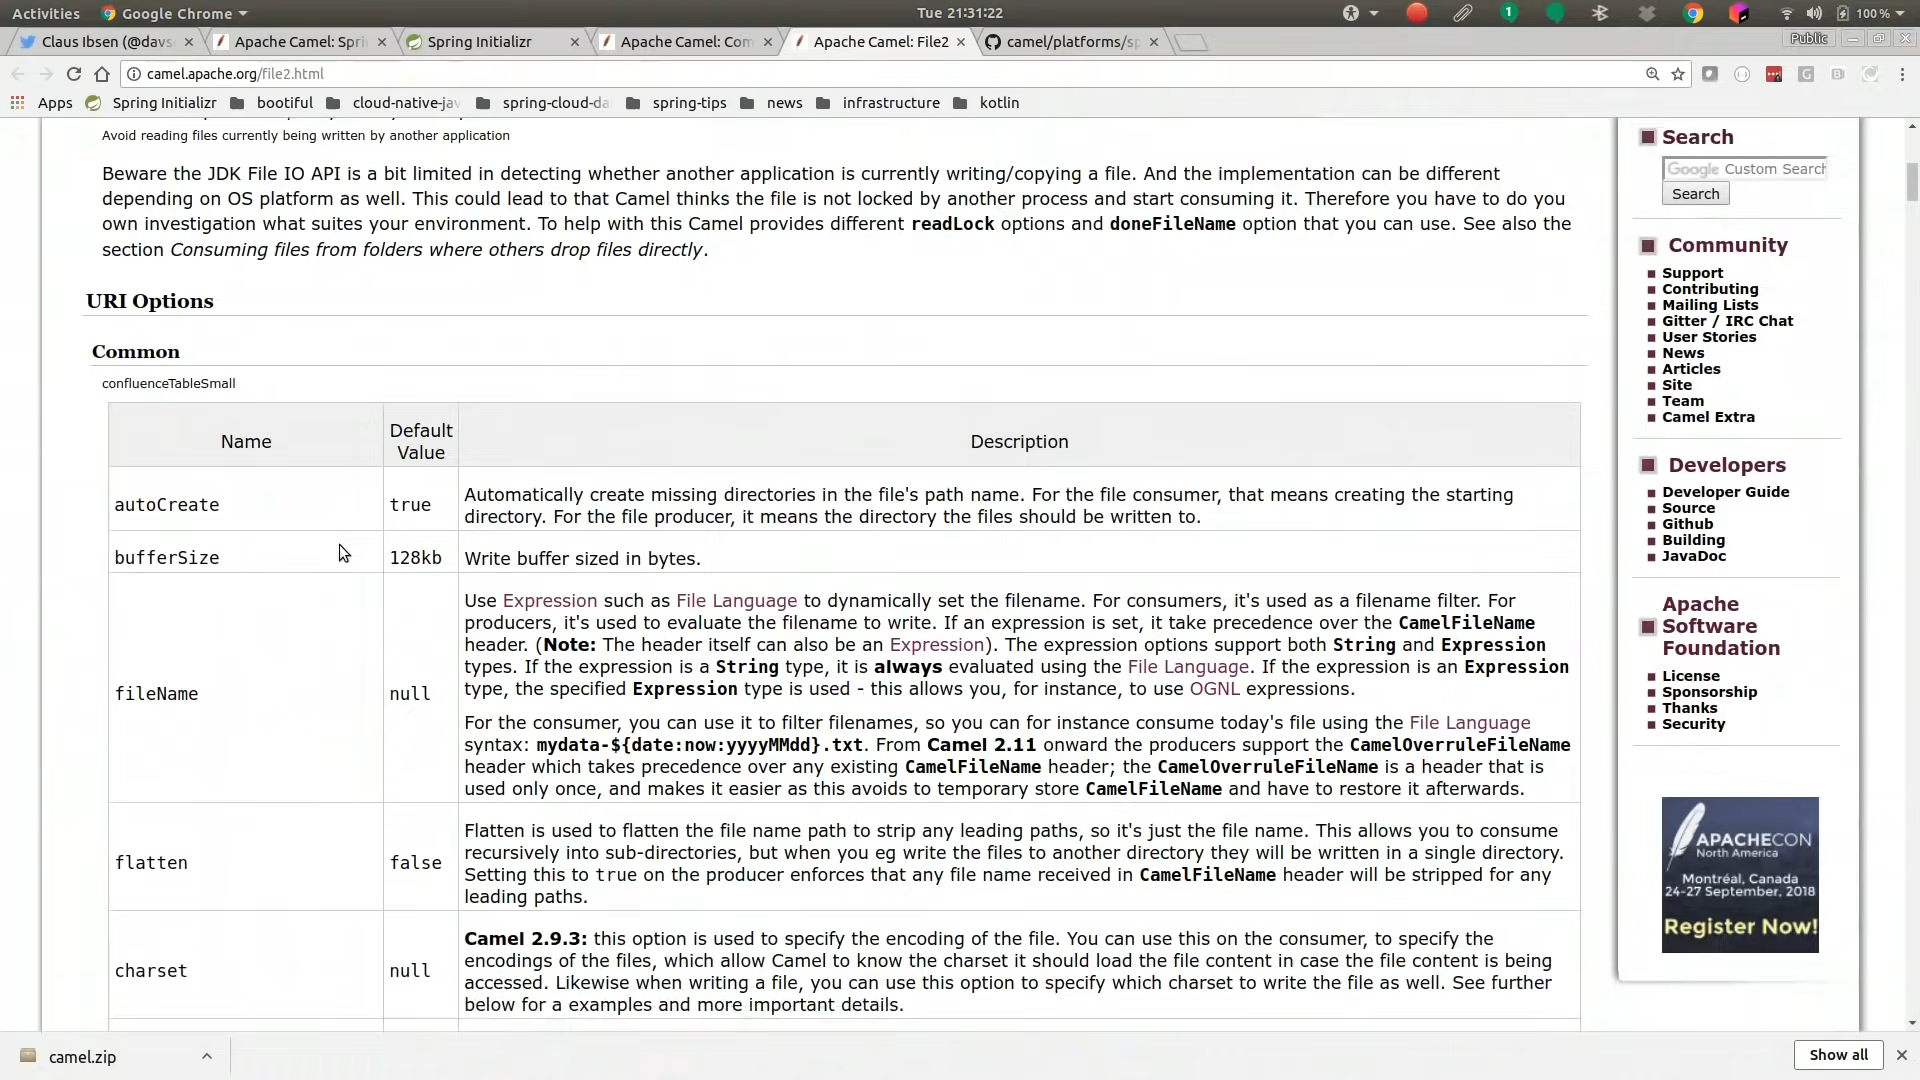 Activities
Google Chrome
Tue 21:31:22
1
100 %
Claus Ibsen (@davs
Apache Camel: Spri
Spring Initializr
Apache Camel: Com
Apache Camel: File2
camel/platforms/sp
Public
camel.apache.org/file2.html
Apps
Spring Initializr
bootiful
cloud-native-jav
spring-cloud-da
spring-tips
news
infrastructure
kotlin
Avoid reading files currently being written by another application
Beware the JDK File IO API is a bit limited in detecting whether another application is currently writing/copying a file. And the implementation can be different
depending on OS platform as well. This could lead to that Camel thinks the file is not locked by another process and start consuming it. Therefore you have to do you
own investigation what suites your environment. To help with this Camel provides different readLock options and doneFileName option that you can use. See also the
section Consuming files from folders where others drop files directly.
URI Options
Common
confluenceTableSmall
Name
Default
Value
Description
autoCreate
true
Automatically create missing directories in the file's path name. For the file consumer, that means creating the starting
directory. For the file producer, it means the directory the files should be written to.
bufferSize
128kb
Write buffer sized in bytes.
fileName
null
Use Expression such as File Language to dynamically set the filename. For consumers, it's used as a filename filter. For
producers, it's used to evaluate the filename to write. If an expression is set, it take precedence over the CamelFileName
header. (Note: The header itself can also be an Expression). The expression options support both String and Expression
types. If the expression is a String type, it is always evaluated using the File Language. If the expression is an Expression
type, the specified Expression type is used - this allows you, for instance, to use OGNL expressions.
For the consumer, you can use it to filter filenames, so you can for instance consume today's file using the File Language
syntax: mydata-${date:now:yyyyMMdd}.txt. From Camel 2.11 onward the producers support the CamelOverruleFileName
header which takes precedence over any existing CamelFileName header; the CamelOverruleFileName is a header that is
used only once, and makes it easier as this avoids to temporary store CamelFileName and have to restore it afterwards.
flatten
false
Flatten is used to flatten the file name path to strip any leading paths, so it's just the file name. This allows you to consume
recursively into sub-directories, but when you eg write the files to another directory they will be written in a single directory.
Setting this to true on the producer enforces that any file name received in CamelFileName header will be stripped for any
leading paths.
charset
null
Camel 2.9.3: this option is used to specify the encoding of the file. You can use this on the consumer, to specify the
encodings of the files, which allow Camel to know the charset it should load the file content in case the file content is being
accessed. Likewise when writing a file, you can use this option to specify which charset to write the file as well. See further
below for a examples and more important details.
Search
Google Custom Search
Search
Community
Support
Contributing
Mailing Lists
Gitter / IRC Chat
User Stories
News
Articles
Site
Team
Camel Extra
Developers
Developer Guide
Source
Github
Building
JavaDoc
Apache
Software
Foundation
License
Sponsorship
Thanks
Security
APACHECON
North America
Montréal, Canada
24-27 September, 2018
Register Now!
camel.zip
Show all